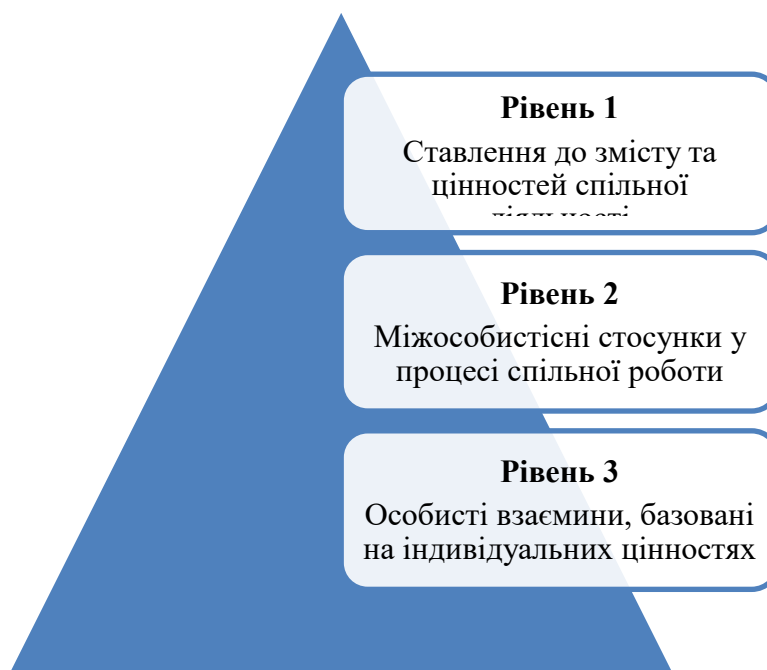 Рівень 1
Ставлення до змісту та
цінностей спільної
діяльності
Рівень 2
Міжособистісні стосунки у
процесі спільної роботи
Рівень 3
Особисті взаємини, базовані
на індивідуальних цінностях